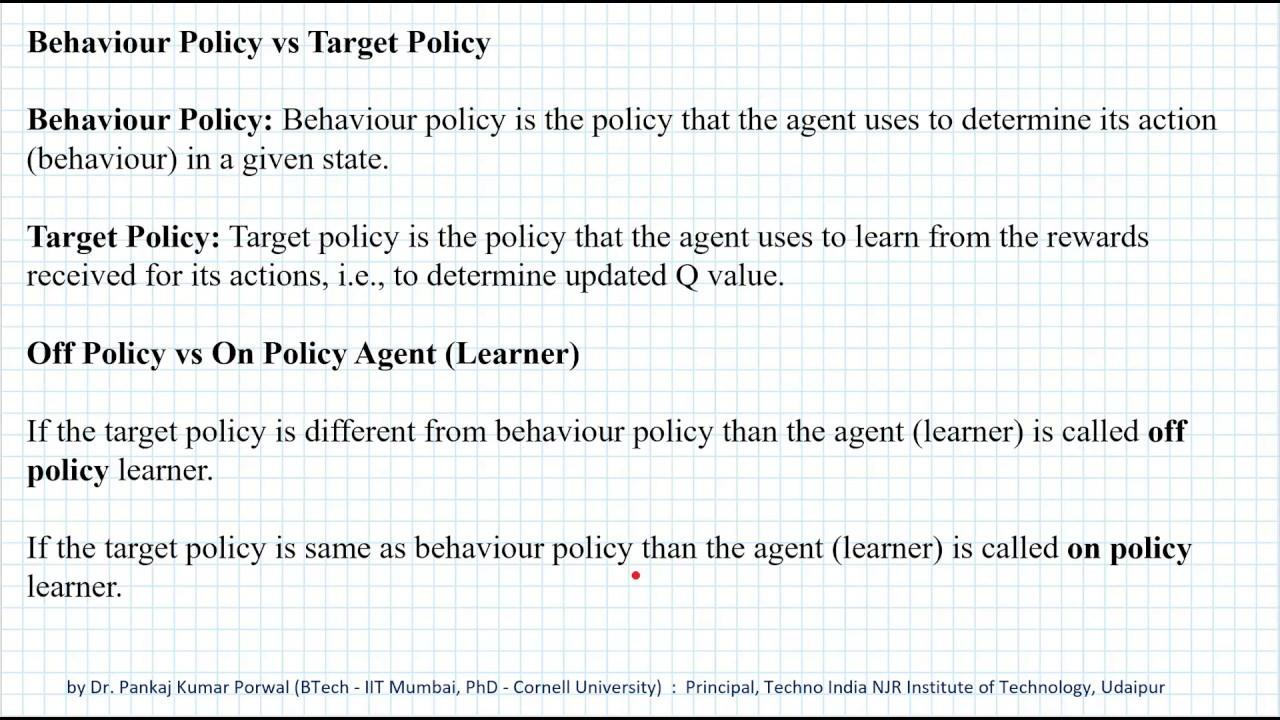 Behaviour Policy vs Target Policy
Behaviour Policy: Behaviour policy is the policy that the agent uses to determine its action
(behaviour) in a given state.
Target Policy: Target policy is the policy that the agent uses to learn from the rewards
received for its actions, i.e., to determine updated Q value.
Off Policy vs On Policy Agent (Learner)
If the target policy is different from behaviour policy than the agent (learner) is called off
policy learner.
If the target policy is same as behaviour policy than the agent (learner) is called on policy
learner.
by Dr. Pankaj Kumar Porwal (BTech - IIT Mumbai, PhD - Cornell University) : Principal, Techno India NJR Institute of Technology, Udaipur